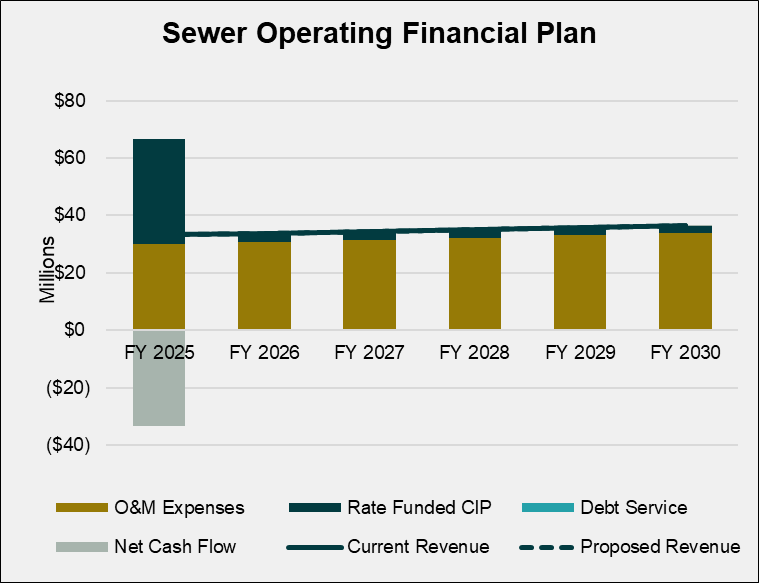 Sewer Operating Financial Plan
$80
$60
$40
$20
$0
($20)
($40)
Millions
FY 2025 FY 2026 FY 2027 FY 2028 FY 2029 FY 2030
O&M Expenses Rate Funded CIP Debt Service
Net Cash Flow Current Revenue Proposed Revenue